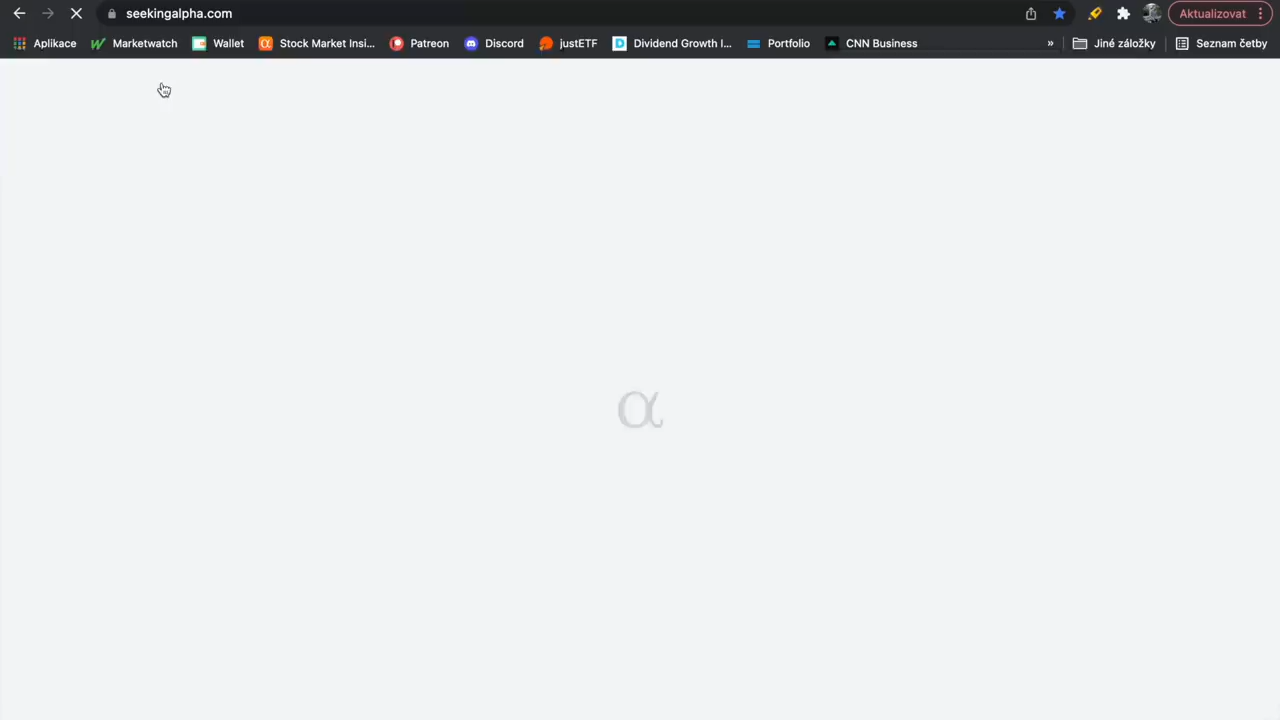 seekingalpha.com
Aktualizovat
Aplikace
Marketwatch
Wallet
Stock Market Insi...
Patreon
Discord
justETF
Dividend Growth I...
Portfolio
CNN Business
»
Jiné záložky
Seznam četby
α